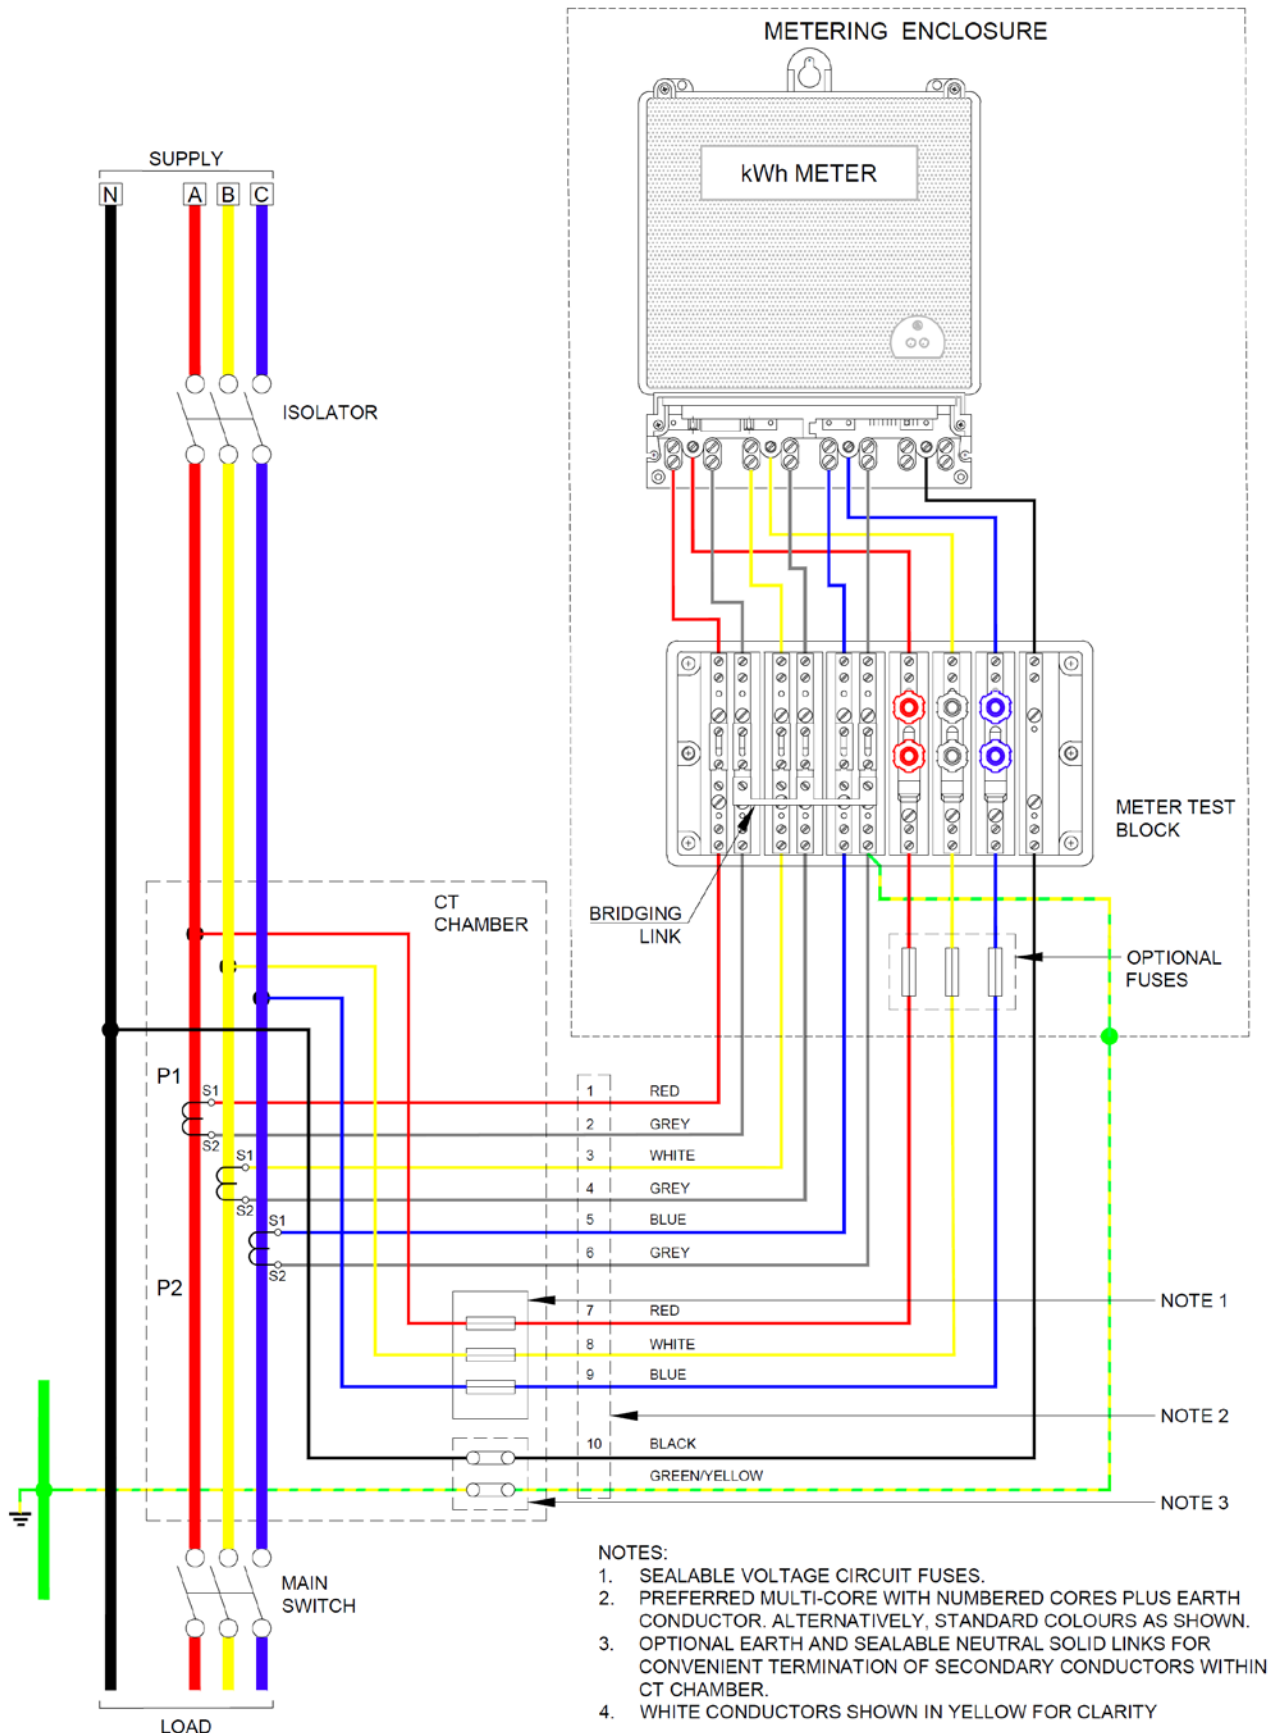 METERING ENCLOSURE
kWh METER
SUPPLY
N A B C
ISOLATOR
METER TEST
BLOCK
CT
CHAMBER
BRIDGING
LINK
OPTIONAL
FUSES
P1
S1
S2
S1
S2
S1
S2
P2
1 RED
2 GREY
3 WHITE
4 GREY
5 BLUE
6 GREY
7 RED
8 WHITE
9 BLUE
10 BLACK
GREEN/YELLOW
NOTE 1
NOTE 2
NOTE 3
MAIN
SWITCH
LOAD
NOTES:
1. SEALABLE VOLTAGE CIRCUIT FUSES.
2. PREFERRED MULTI-CORE WITH NUMBERED CORES PLUS EARTH
CONDUCTOR. ALTERNATIVELY, STANDARD COLOURS AS SHOWN.
3. OPTIONAL EARTH AND SEALABLE NEUTRAL SOLID LINKS FOR
CONVENIENT TERMINATION OF SECONDARY CONDUCTORS WITHIN
CT CHAMBER.
4. WHITE CONDUCTORS SHOWN IN YELLOW FOR CLARITY